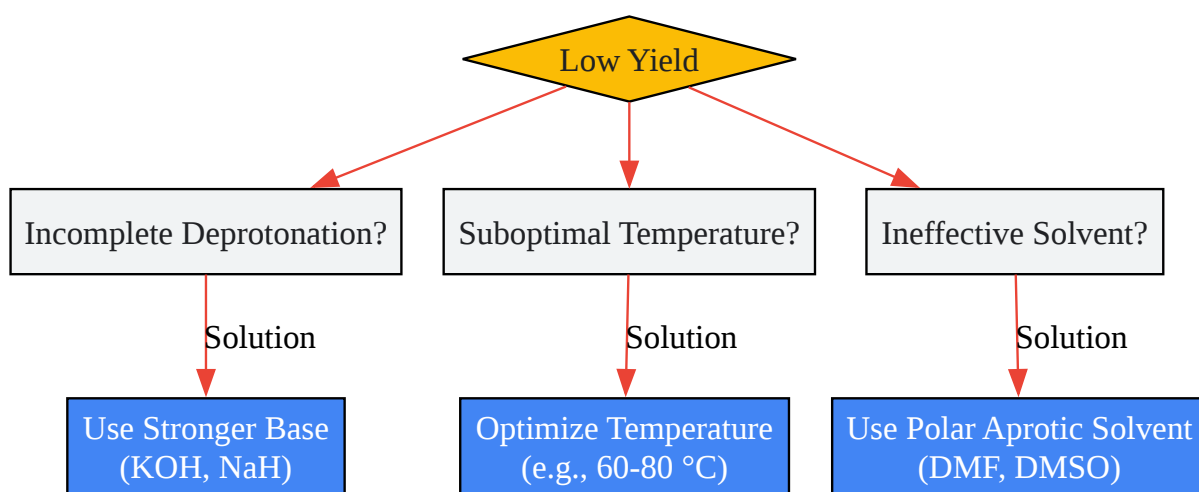 Low Yield
Incomplete Deprotonation?
Suboptimal Temperature?
Ineffective Solvent?
Solution
Solution
Solution
Use Stronger Base
(KOH, NaH)
Optimize Temperature
(e.g., 60-80 °C)
Use Polar Aprotic Solvent
(DMF, DMSO)